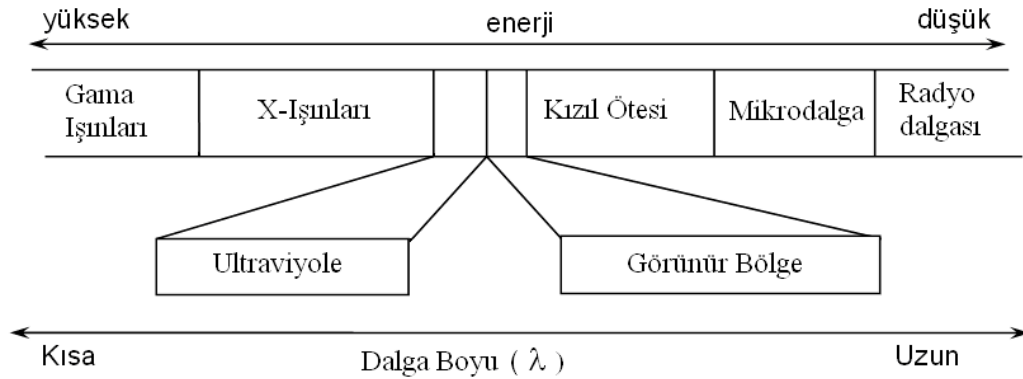 yüksek enerji düşük
Gama
Işınları
X-Işınları
Kızıl Ötesi
Mikrodalga
Radyo
dalgası
Ultraviyole
Görünür Bölge
Kısa Dalga Boyu ( λ ) Uzun